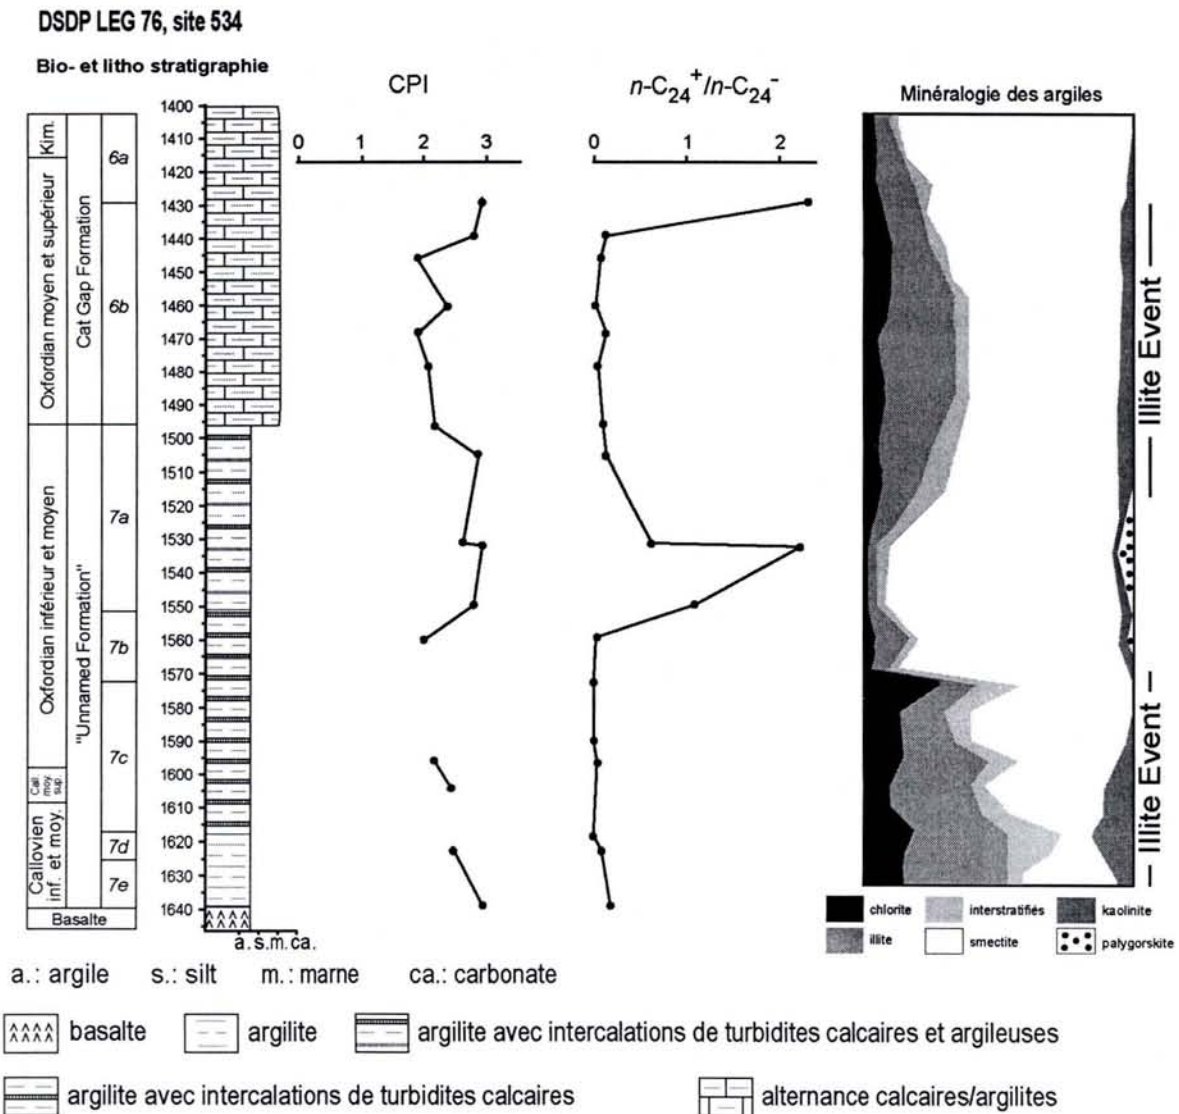 DSDP LEG 76, site 534
Bio- et litho stratigraphie
CPI
n-C24+/n-C24-
Minéralogie des argiles
Kim.
Oxfordian moyen et supérieur
Oxfordian inférieur et moyen
Call. moy. sup.
Callovien inf. et moy.
Cat Gap Formation
"Unnamed Formation"
Basalte
6a
6b
7a
7b
7c
7d
7e
1400
1410
1420
1430
1440
1450
1460
1470
1480
1490
1500
1510
1520
1530
1540
1550
1560
1570
1580
1590
1600
1610
1620
1630
1640
a. s.m. ca.
0 1 2 3
0 1 2
Illite Event
Illite Event
chlorite interstratifiés kaolinite
illite smectite palygorskite
a.: argile s.: silt m.: marne ca.: carbonate
basalte argilite argilite avec intercalations de turbidites calcaires et argileuses
argilite avec intercalations de turbidites calcaires alternance calcaires/argilites